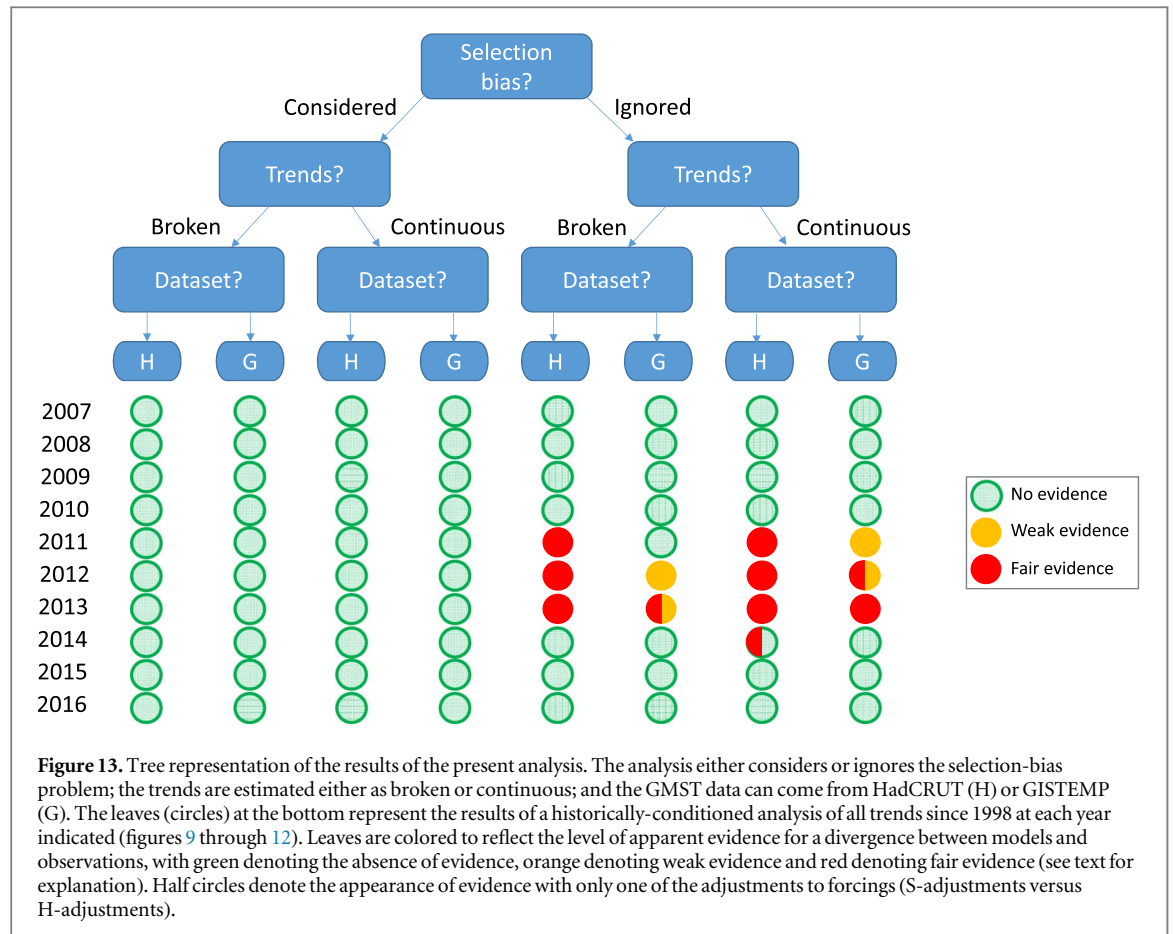 Selection
bias?
Considered
Ignored
Trends?
Trends?
Broken
Continuous
Broken
Continuous
Dataset?
Dataset?
Dataset?
Dataset?
H
G
H
G
H
G
H
G
2007
2008
2009
2010
2011
2012
2013
2014
2015
2016
No evidence
Weak evidence
Fair evidence
Figure 13. Tree representation of the results of the present analysis. The analysis either considers or ignores the selection-bias
problem; the trends are estimated either as broken or continuous; and the GMST data can come from HadCRUT (H) or GISTEMP
(G). The leaves (circles) at the bottom represent the results of a historically-conditioned analysis of all trends since 1998 at each year
indicated (figures 9 through 12). Leaves are colored to reflect the level of apparent evidence for a divergence between models and
observations, with green denoting the absence of evidence, orange denoting weak evidence and red denoting fair evidence (see text for
explanation). Half circles denote the appearance of evidence with only one of the adjustments to forcings (S-adjustments versus
H-adjustments).